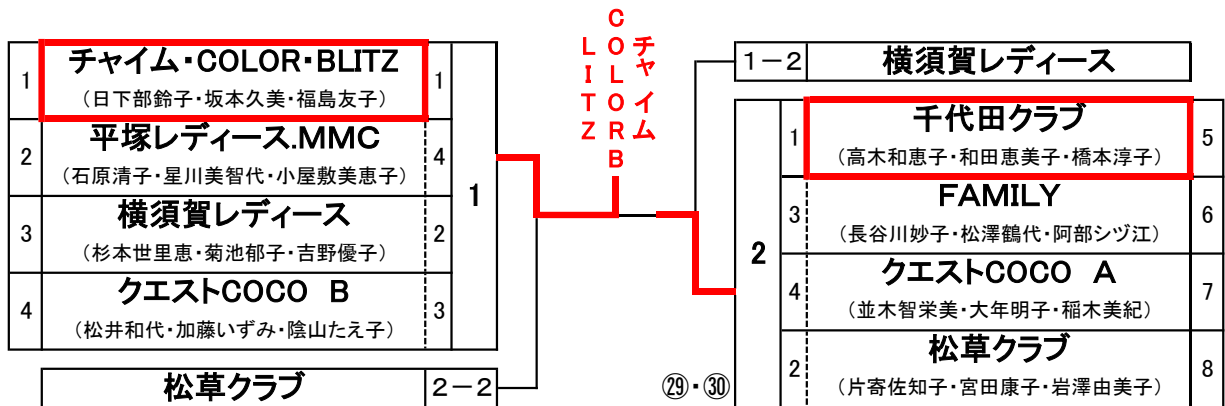 1
チャイム・COLOR・BLITZ
(日下部鈴子・坂本久美・福島友子)
1
2
平塚レディース.MMC
(石原清子・星川美智代・小屋敷美恵子)
4
3
横須賀レディース
(杉本世里恵・菊池郁子・吉野優子)
2
4
クエストCOCO B
(松井和代・加藤いずみ・陰山たえ子)
3
1
松草クラブ
2-2
チャイム
COLORB
LITZ
1-2
横須賀レディース
2
1
千代田クラブ
(高木和恵子・和田恵美子・橋本淳子)
5
3
FAMILY
(長谷川妙子・松澤鶴代・阿部シヅ江)
6
4
クエストCOCO A
(並木智栄美・大年明子・稲木美紀)
7
2
松草クラブ
(片寄佐知子・宮田康子・岩澤由美子)
8
㉙・㉚